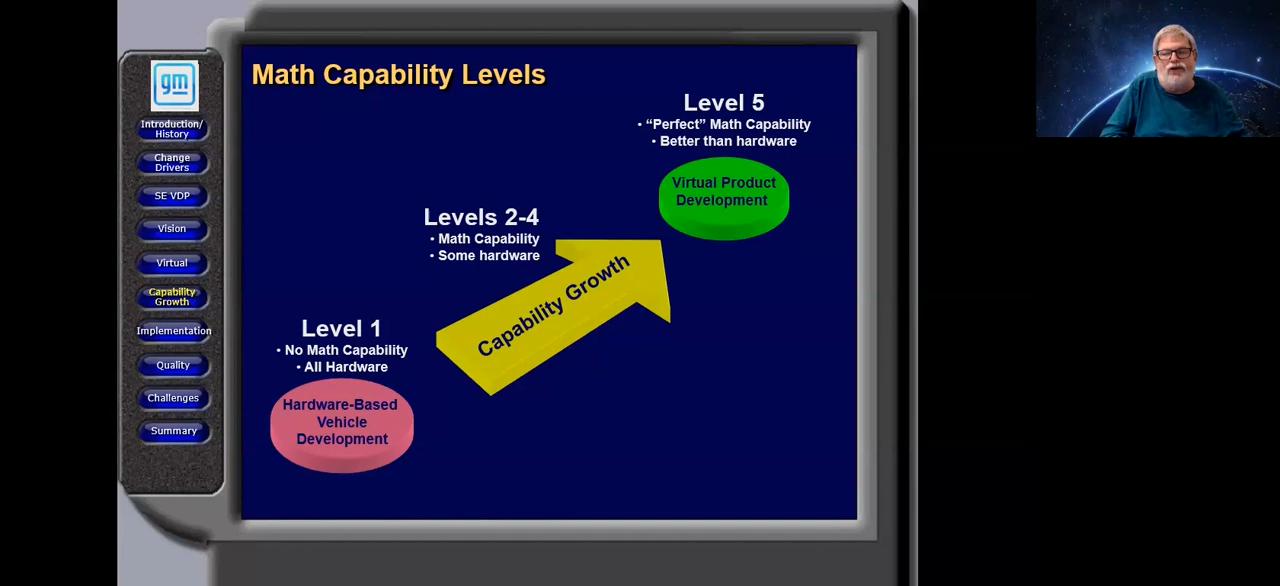 gm
Introduction/
History
Change
Drivers
SE VDP
Vision
Virtual
Capability
Growth
Implementation
Quality
Challenges
Summary
Math Capability Levels
Level 5
• “Perfect” Math Capability
• Better than hardware
Virtual Product
Development
Levels 2-4
• Math Capability
• Some hardware
Capability Growth
Level 1
• No Math Capability
• All Hardware
Hardware-Based
Vehicle
Development